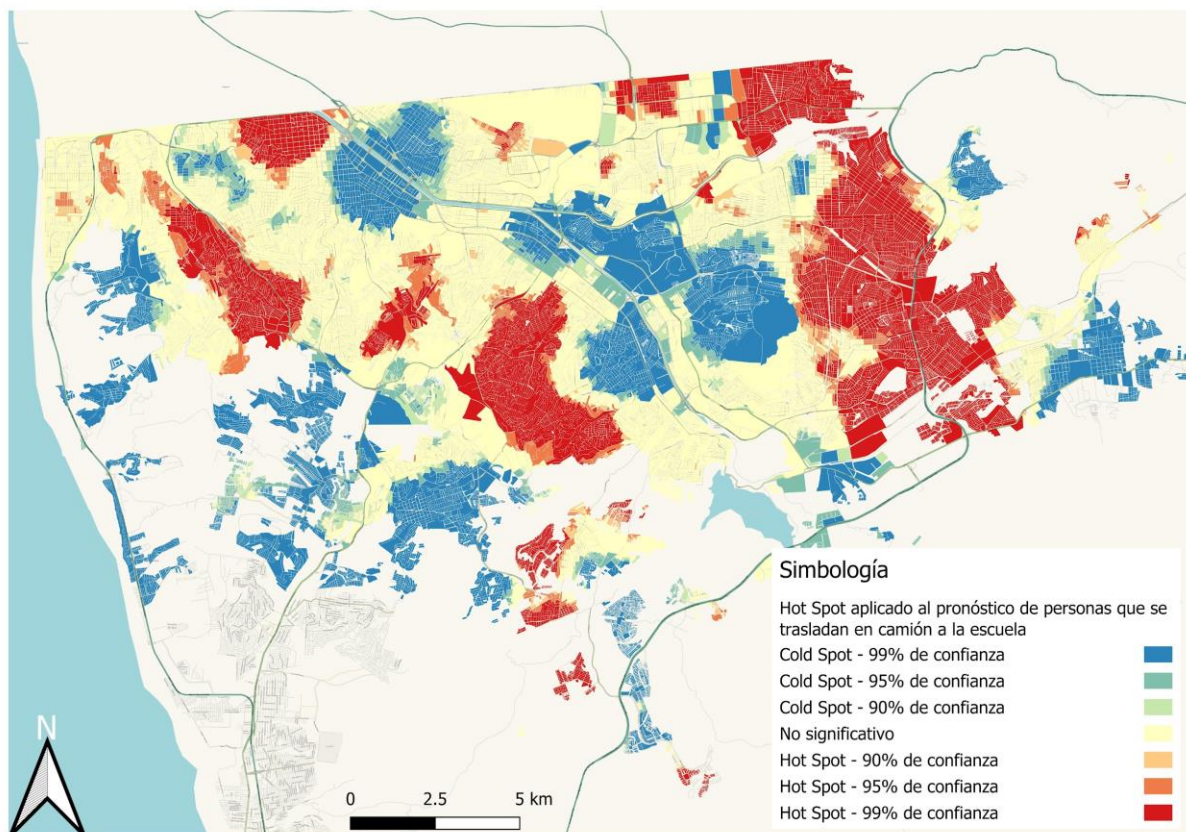 Simbología
Hot Spot aplicado al pronóstico de personas que se
trasladan en camión a la escuela
Cold Spot - 99% de confianza
Cold Spot - 95% de confianza
Cold Spot - 90% de confianza
No significativo
Hot Spot - 90% de confianza
Hot Spot - 95% de confianza
Hot Spot - 99% de confianza
N
0 2.5 5 km